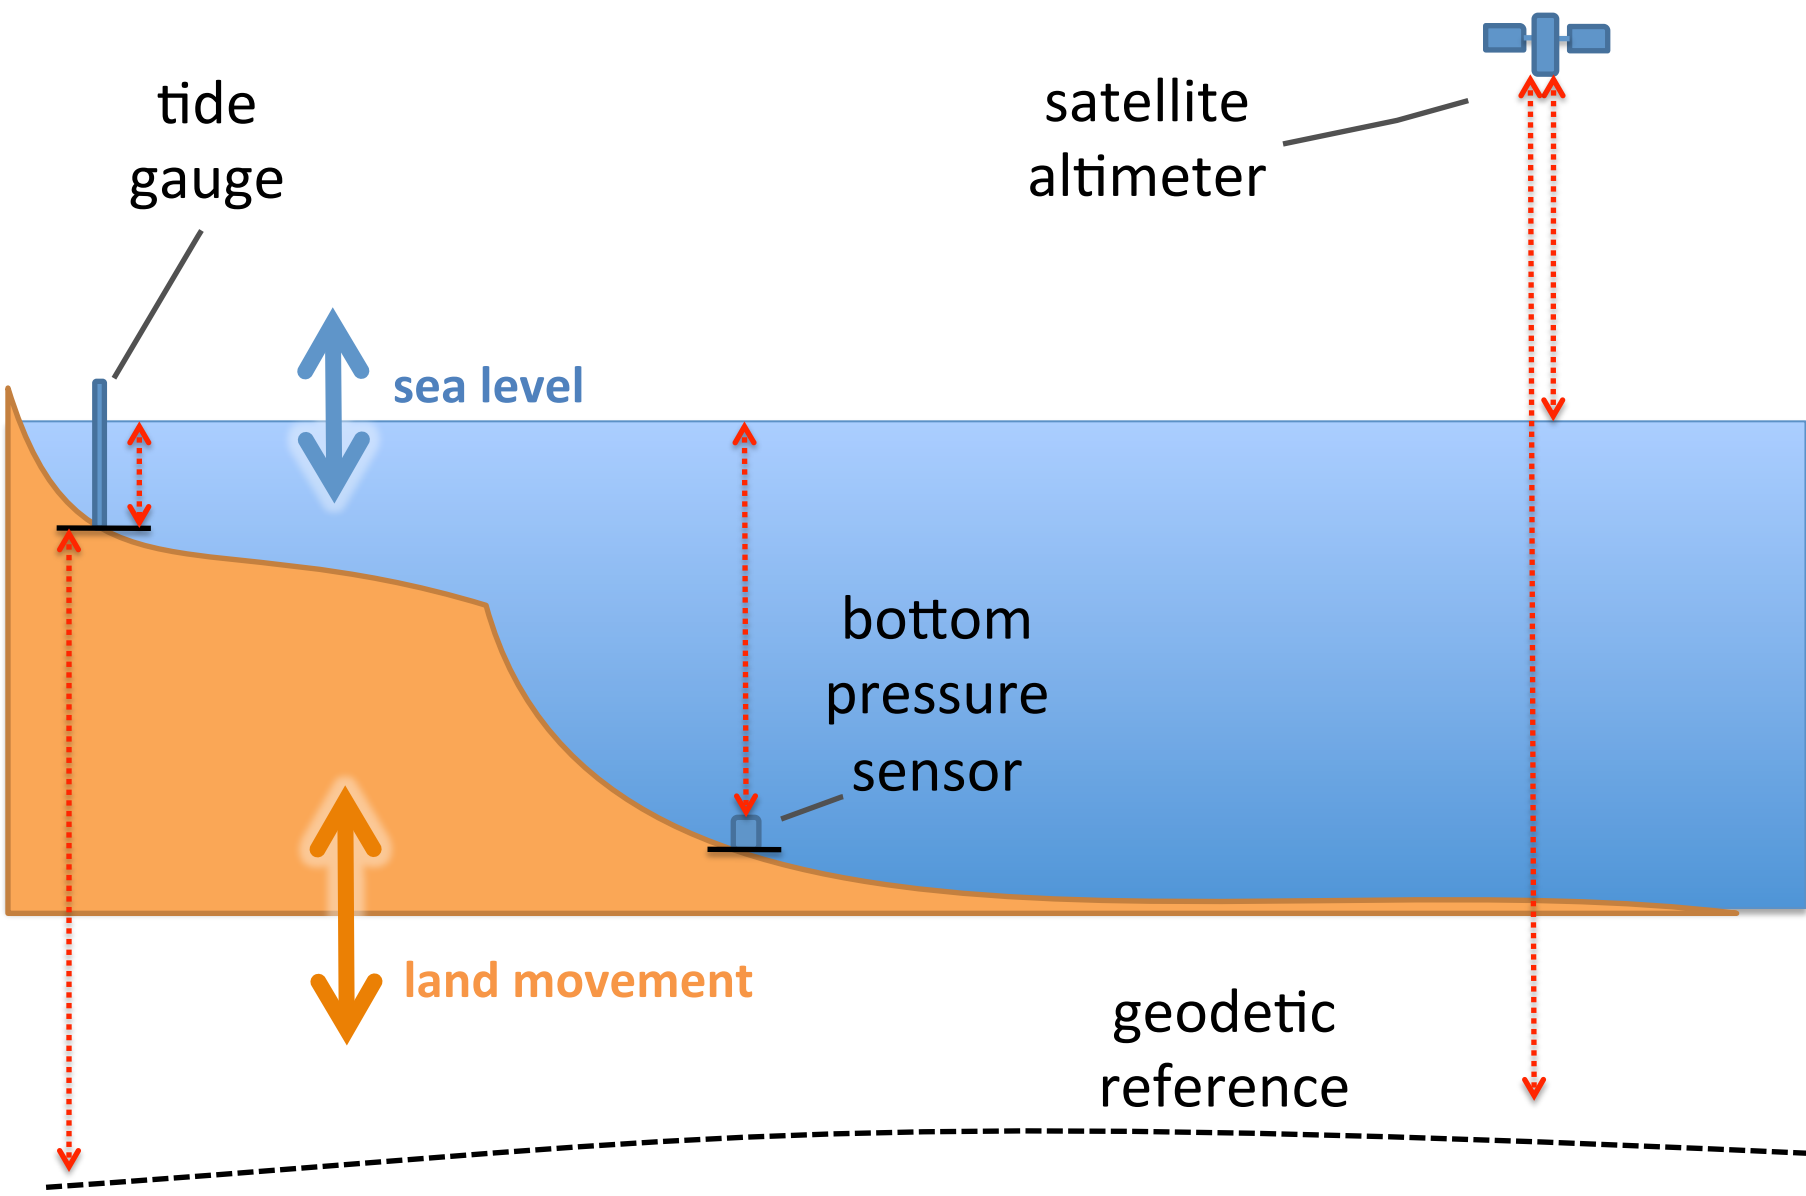 tide
gauge
satellite
altimeter
sea level
bottom
pressure
sensor
land movement
geodetic
reference